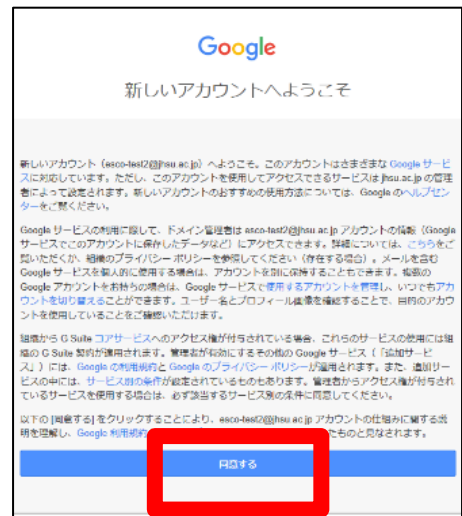 Google
新しいアカウントへようこそ
新しいアカウント（esco-test2@jhsu.ac.jp）へようこそ。このアカウントはさまざまな Google サービ
スに対応しています。ただし、このアカウントを使用してアクセスできるサービスは jhsu.ac.jp の管理
者によって設定されます。新しいアカウントのおすすめの使用方法については、Google のヘルプセン
ターをご覧ください。
Google サービスの利用に際して、ドメイン管理者は esco-test2@jhsu.ac.jp アカウントの情報（Google
サービスでこのアカウントに保存したデータなど）にアクセスできます。詳細については、こちらをご
覧いただくか、組織のプライバシー ポリシーを参照してください（存在する場合）。メールを含む
Google サービスを個人的に使用する場合は、アカウントを別に保持することもできます。複数の
Google アカウントをお持ちの場合は、Google サービスで使用するアカウントを管理し、いつでもアカ
ウントを切り替えることができます。ユーザー名とプロフィール画像を確認することで、目的のアカウ
ントを使用していることをご確認いただけます。
組織から G Suite コアサービスへのアクセス権が付与されている場合、これらのサービスの使用には組
織の G Suite 契約が適用されます。管理者が有効にするその他の Google サービス（「追加サービ
ス」）には、Google の利用規約と Google のプライバシー ポリシーが適用されます。また、追加サー
ビスの中には、サービス別の条件が設定されているものもあります。管理者からアクセス権が付与され
ているサービスを使用する場合は、必ず該当するサービス別の条件に同意してください。
以下の [同意する] をクリックすることにより、esco-test2@jhsu.ac.jp アカウントの仕組みに関する説
明を理解し、Google 利用規約 たものと見なされます。
同意する